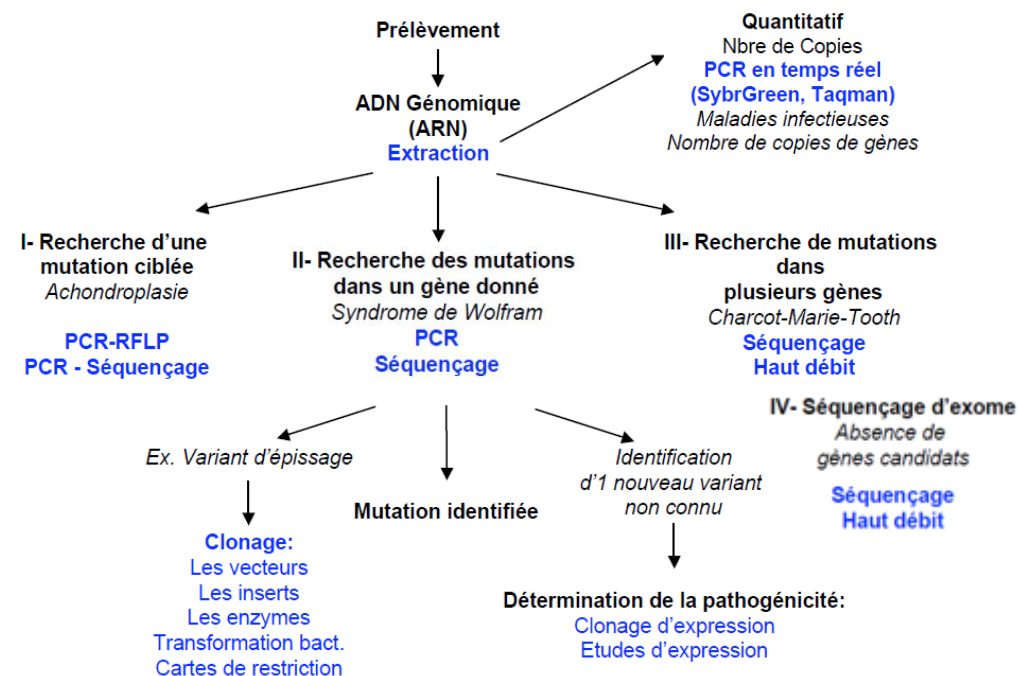 Prélèvement
ADN Génomique
(ARN)
Extraction
Quantitatif
Nbre de Copies
PCR en temps réel
(SybrGreen, Taqman)
Maladies infectieuses
Nombre de copies de gènes
I- Recherche d'une
mutation ciblée
Achondroplasie
PCR-RFLP
PCR - Séquençage
II- Recherche des mutations
dans un gène donné
Syndrome de Wolfram
PCR
Séquençage
III- Recherche de mutations
dans
plusieurs gènes
Charcot-Marie-Tooth
Séquençage
Haut débit
IV- Séquençage d'exome
Absence de
gènes candidats
Séquençage
Haut débit
Ex. Variant d'épissage
Clonage:
Les vecteurs
Les inserts
Les enzymes
Transformation bact.
Cartes de restriction
Mutation identifiée
Identification
d'1 nouveau variant
non connu
Détermination de la pathogénicité:
Clonage d'expression
Etudes d'expression